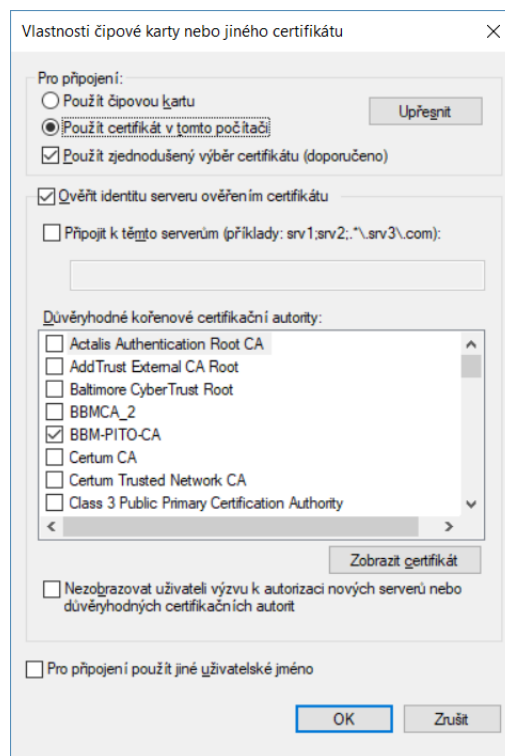 Vlastnosti čipové karty nebo jiného certifikátu
Pro připojení:
Použít čipovou kartu
Upřesnit
Použít certifikát v tomto počítači
Použít zjednodušený výběr certifikátu (doporučeno)
Ověřit identitu serveru ověřením certifikátu
Připojit k těmto serverům (příklady: srv1;srv2;.*\.srv3\.com):
Důvěryhodné kořenové certifikační autority:
Actalis Authentication Root CA
AddTrust External CA Root
Baltimore CyberTrust Root
BBMCA_2
BBM-PITO-CA
Certum CA
Certum Trusted Network CA
Class 3 Public Primary Certification Authority
Zobrazit certifikát
Nezobrazovat uživateli výzvu k autorizaci nových serverů nebo
důvěryhodných certifikačních autorit
Pro připojení použít jiné uživatelské jméno
OK
Zrušit